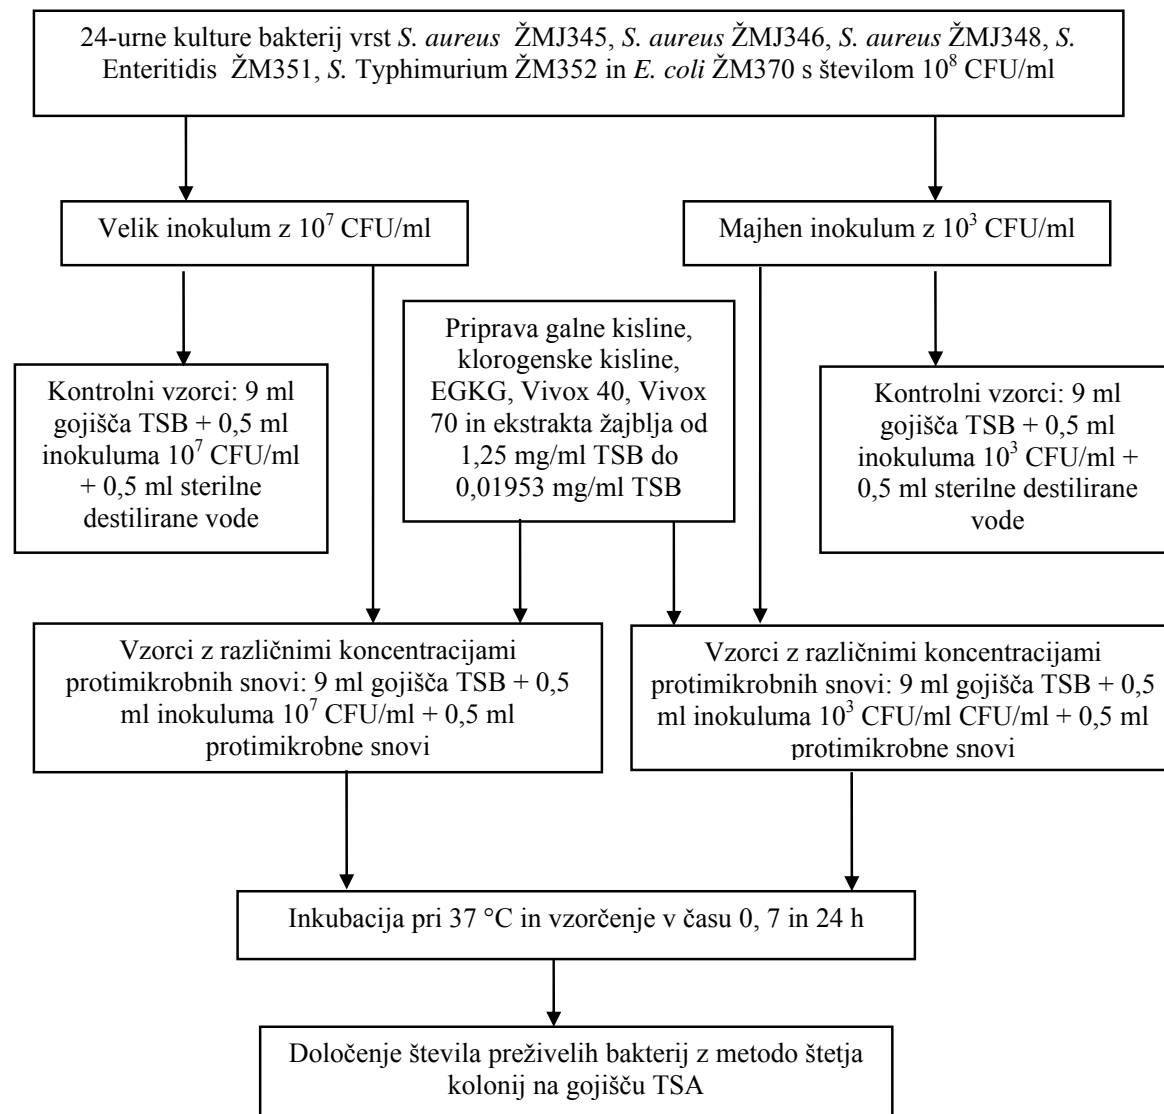 24-urne kulture bakterij vrst S. aureus ŽMJ345, S. aureus ŽMJ346, S. aureus ŽMJ348, S.
Enteritidis ŽM351, S. Typhimurium ŽM352 in E. coli ŽM370 s številom 10⁸ CFU/ml
Velik inokulum z 10⁷ CFU/ml
Majhen inokulum z 10³ CFU/ml
Kontrolni vzorci: 9 ml
gojišča TSB + 0,5 ml
inokuluma 10⁷ CFU/ml
+ 0,5 ml sterilne
destilirane vode
Priprava galne kisline,
klorogenske kisline,
EGKG, Vivox 40, Vivox
70 in ekstrakta žajblja od
1,25 mg/ml TSB do
0,01953 mg/ml TSB
Kontrolni vzorci: 9 ml
gojišča TSB + 0,5 ml
inokuluma 10³ CFU/ml +
0,5 ml sterilne destilirane
vode
Vzorci z različnimi koncentracijami
protimikrobnih snovi: 9 ml gojišča TSB + 0,5
ml inokuluma 10⁷ CFU/ml + 0,5 ml
protimikrobne snovi
Vzorci z različnimi koncentracijami
protimikrobnih snovi: 9 ml gojišča TSB + 0,5
ml inokuluma 10³ CFU/ml CFU/ml + 0,5 ml
protimikrobne snovi
Inkubacija pri 37 °C in vzorčenje v času 0, 7 in 24 h
Določenje števila preživelih bakterij z metodo štetja
kolonij na gojišču TSA